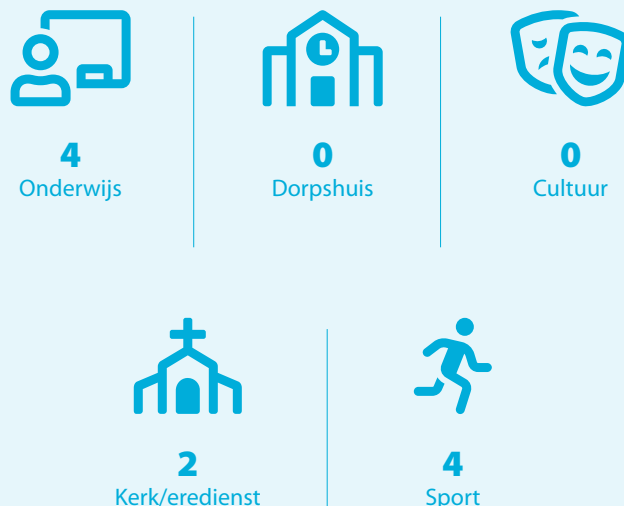 4
Onderwijs
0
Dorpshuis
0
Cultuur
2
Kerk/eredienst
4
Sport